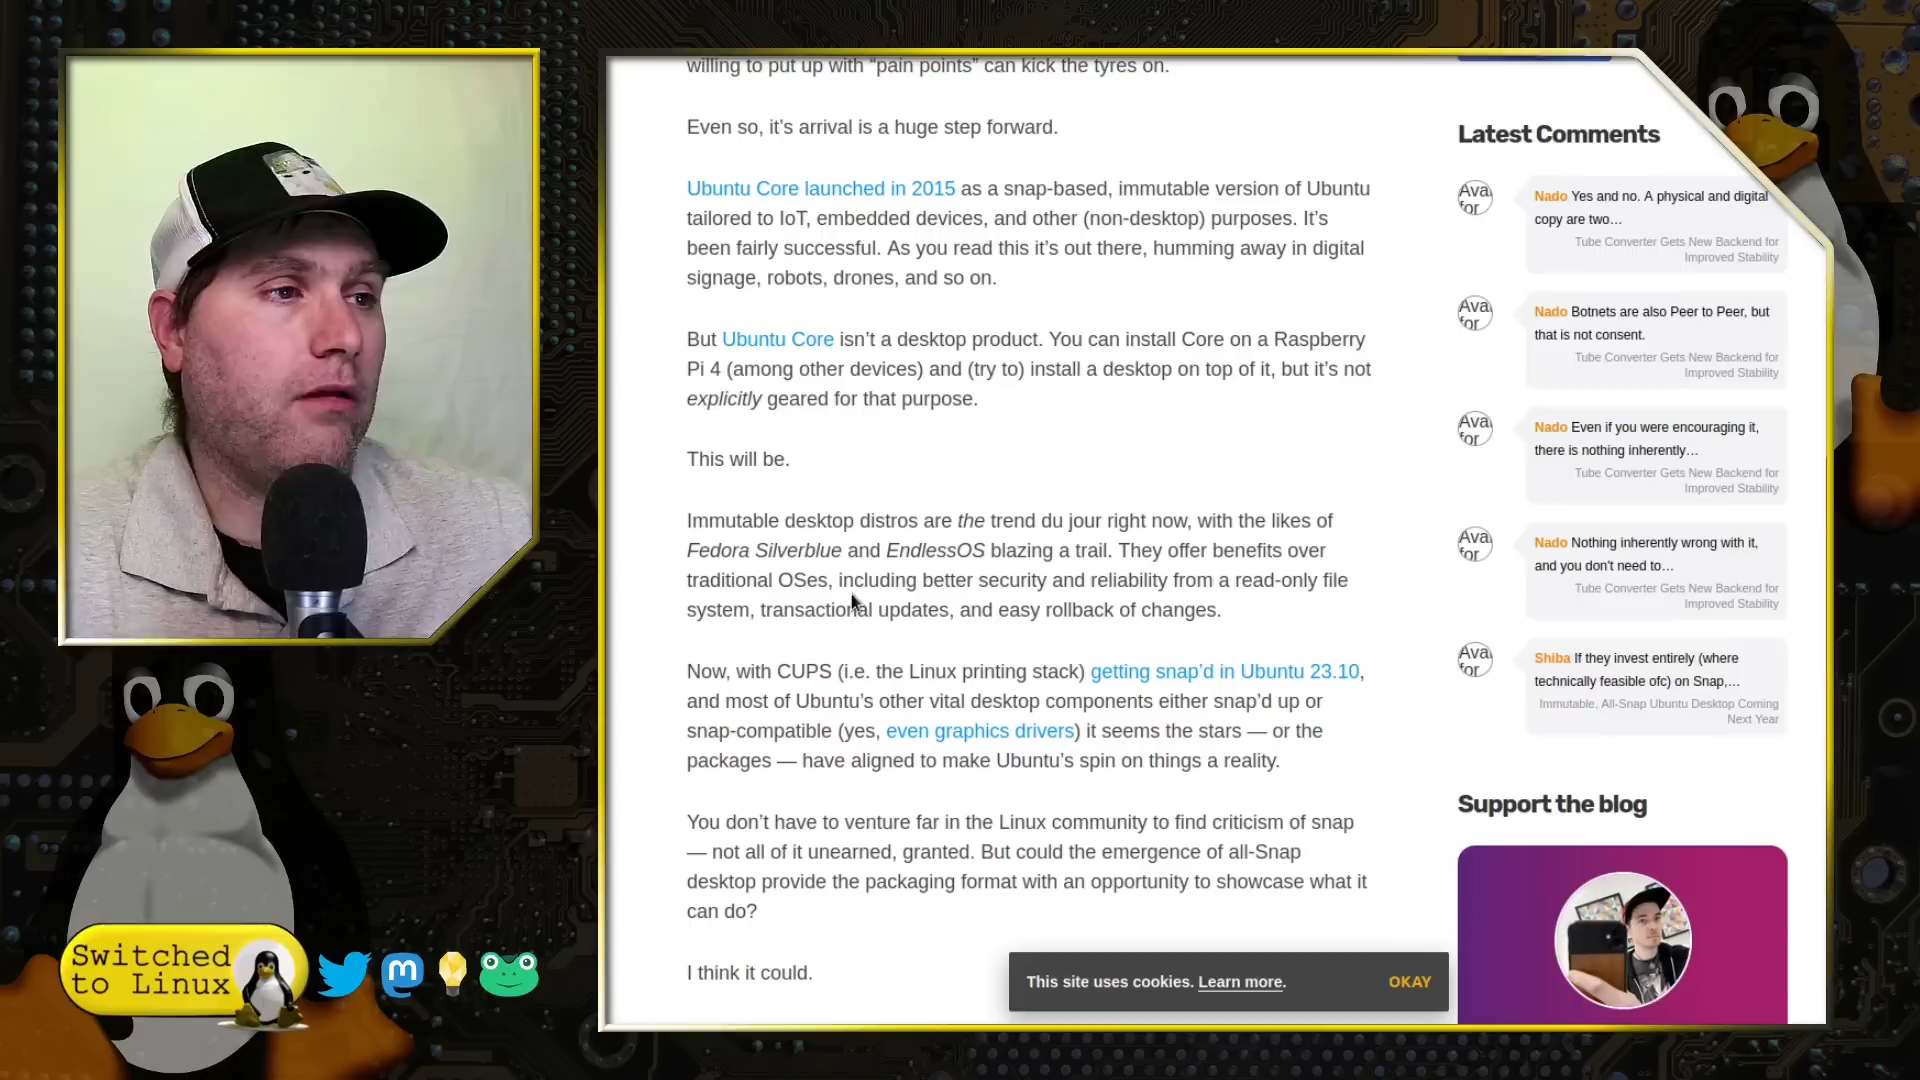 willing to put up with “pain points” can kick the tyres on.
Even so, it’s arrival is a huge step forward.
Ubuntu Core launched in 2015 as a snap-based, immutable version of Ubuntu
tailored to IoT, embedded devices, and other (non-desktop) purposes. It’s
been fairly successful. As you read this it’s out there, humming away in digital
signage, robots, drones, and so on.
But Ubuntu Core isn’t a desktop product. You can install Core on a Raspberry
Pi 4 (among other devices) and (try to) install a desktop on top of it, but it’s not
explicitly geared for that purpose.
This will be.
Immutable desktop distros are the trend du jour right now, with the likes of
Fedora Silverblue and EndlessOS blazing a trail. They offer benefits over
traditional OSes, including better security and reliability from a read-only file
system, transactional updates, and easy rollback of changes.
Now, with CUPS (i.e. the Linux printing stack) getting snap’d in Ubuntu 23.10,
and most of Ubuntu’s other vital desktop components either snap’d up or
snap-compatible (yes, even graphics drivers) it seems the stars — or the
packages — have aligned to make Ubuntu’s spin on things a reality.
You don’t have to venture far in the Linux community to find criticism of snap
— not all of it unearned, granted. But could the emergence of all-Snap
desktop provide the packaging format with an opportunity to showcase what it
can do?
I think it could.
This site uses cookies. Learn more. OKAY
Latest Comments
Ava
for
Nado Yes and no. A physical and digital
copy are two…
Tube Converter Gets New Backend for
Improved Stability
Ava
for
Nado Botnets are also Peer to Peer, but
that is not consent.
Tube Converter Gets New Backend for
Improved Stability
Ava
for
Nado Even if you were encouraging it,
there is nothing inherently…
Tube Converter Gets New Backend for
Improved Stability
Ava
for
Nado Nothing inherently wrong with it,
and you don't need to…
Tube Converter Gets New Backend for
Improved Stability
Ava
for
Shiba If they invest entirely (where
technically feasible ofc) on Snap,…
Immutable, All-Snap Ubuntu Desktop Coming
Next Year
Support the blog
Switched
to Linux